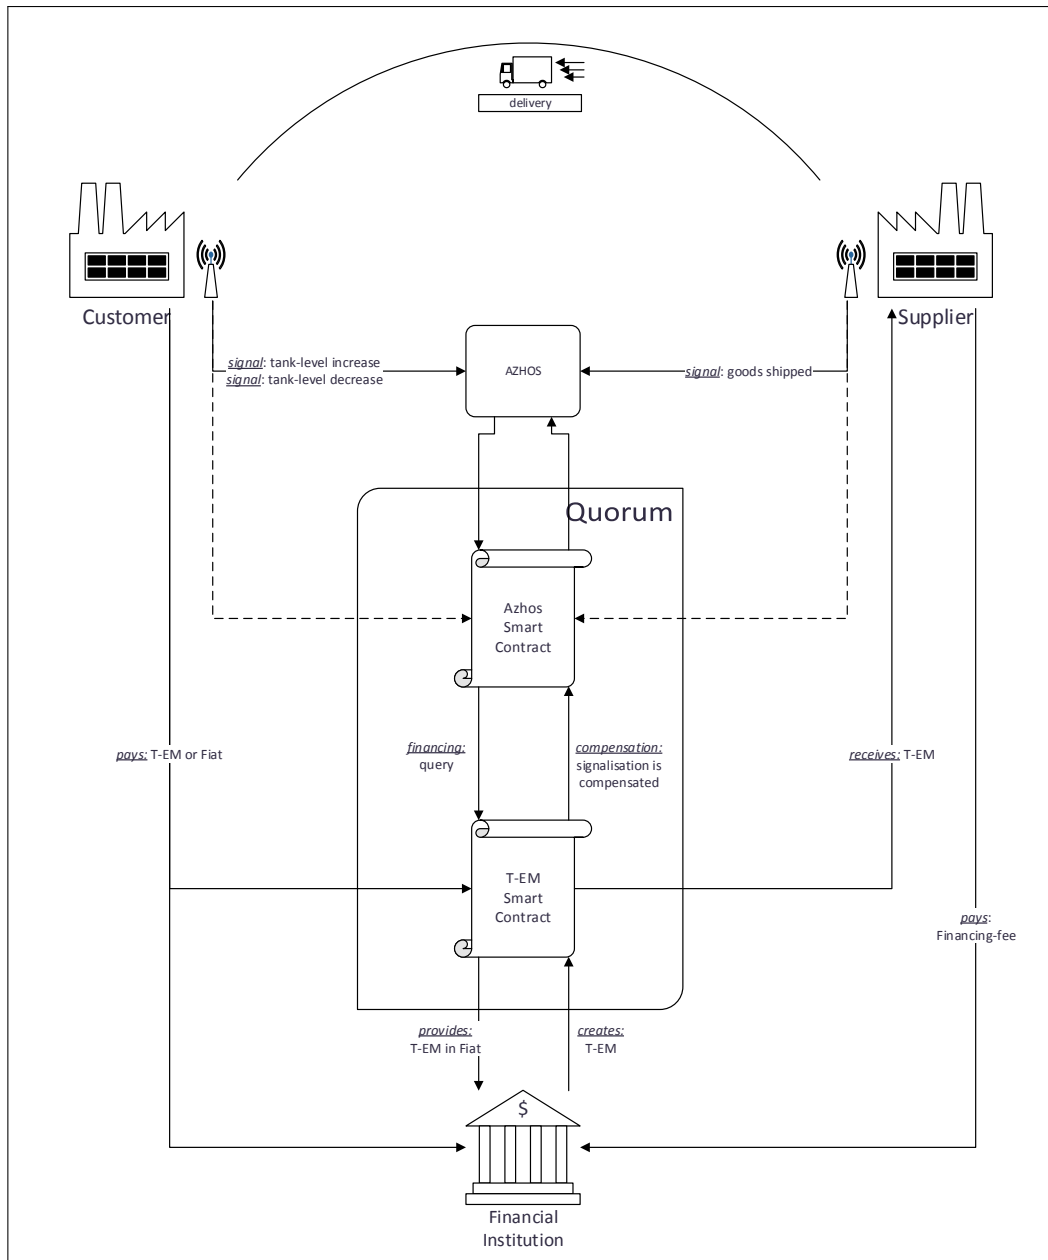 delivery
Customer
Supplier
signal: tank-level increase
signal: tank-level decrease
AZHOS
signal: goods shipped
Quorum
Azhos
Smart
Contract
pays: T-EM or Fiat
financing:
query
compensation:
signalisation is
compensated
receives: T-EM
T-EM
Smart
Contract
pays:
Financing-fee
provides:
T-EM in Fiat
creates:
T-EM
$
Financial
Institution